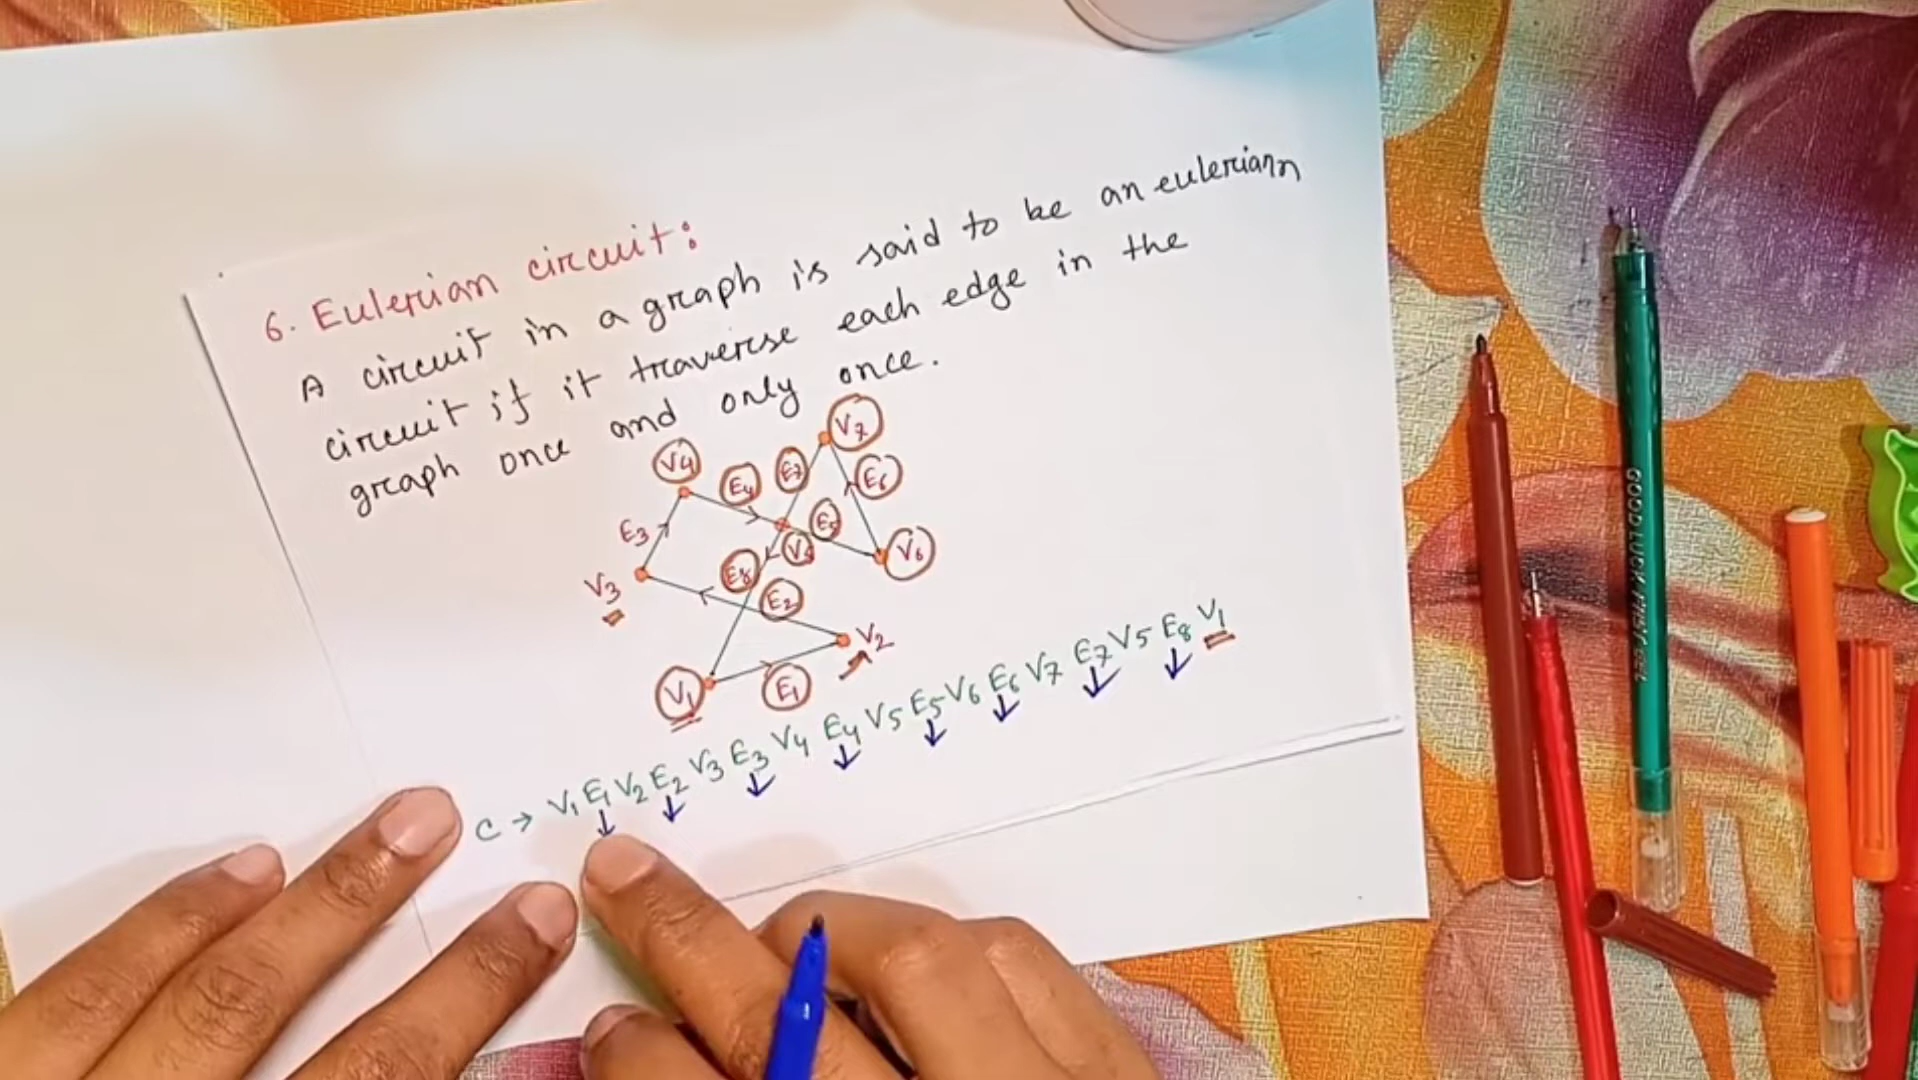 6. Eulerian circuit:
A circuit in a graph is said to be an eulerian
circuit if it traverse each edge in the
graph once and only once.
V7
V4
E4
E7
E6
E3
E5
V5
V6
V3
E8
E2
V2
V1
E1
C → V1 E1 V2 E2 V3 E3 V4 E4 V5 E5 V6 E6 V7 E7 V5 E8 V1
GOOD LUCK